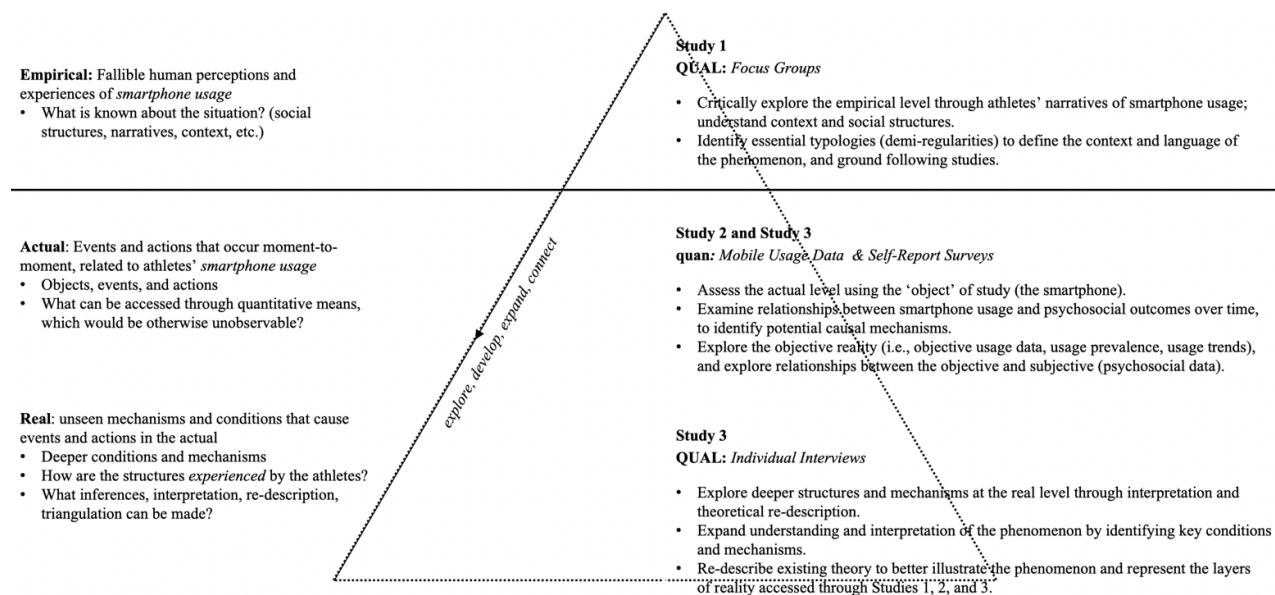 Empirical: Fallible human perceptions and
experiences of smartphone usage
• What is known about the situation? (social
structures, narratives, context, etc.)
Study 1
QUAL: Focus Groups
• Critically explore the empirical level through athletes’ narratives of smartphone usage;
understand context and social structures.
• Identify essential typologies (demi-regularities) to define the context and language of
the phenomenon, and ground following studies.
Actual: Events and actions that occur moment-to-
moment, related to athletes’ smartphone usage
• Objects, events, and actions
• What can be accessed through quantitative means,
which would be otherwise unobservable?
explore, develop, expand, connect
Study 2 and Study 3
quan: Mobile Usage Data & Self-Report Surveys
• Assess the actual level using the ‘object’ of study (the smartphone).
• Examine relationships between smartphone usage and psychosocial outcomes over time,
to identify potential causal mechanisms.
• Explore the objective reality (i.e., objective usage data, usage prevalence, usage trends),
and explore relationships between the objective and subjective (psychosocial data).
Real: unseen mechanisms and conditions that cause
events and actions in the actual
• Deeper conditions and mechanisms
• How are the structures experienced by the athletes?
• What inferences, interpretation, re-description,
triangulation can be made?
Study 3
QUAL: Individual Interviews
• Explore deeper structures and mechanisms at the real level through interpretation and
theoretical re-description.
• Expand understanding and interpretation of the phenomenon by identifying key conditions
and mechanisms.
• Re-describe existing theory to better illustrate the phenomenon and represent the layers
of reality accessed through Studies 1, 2, and 3.